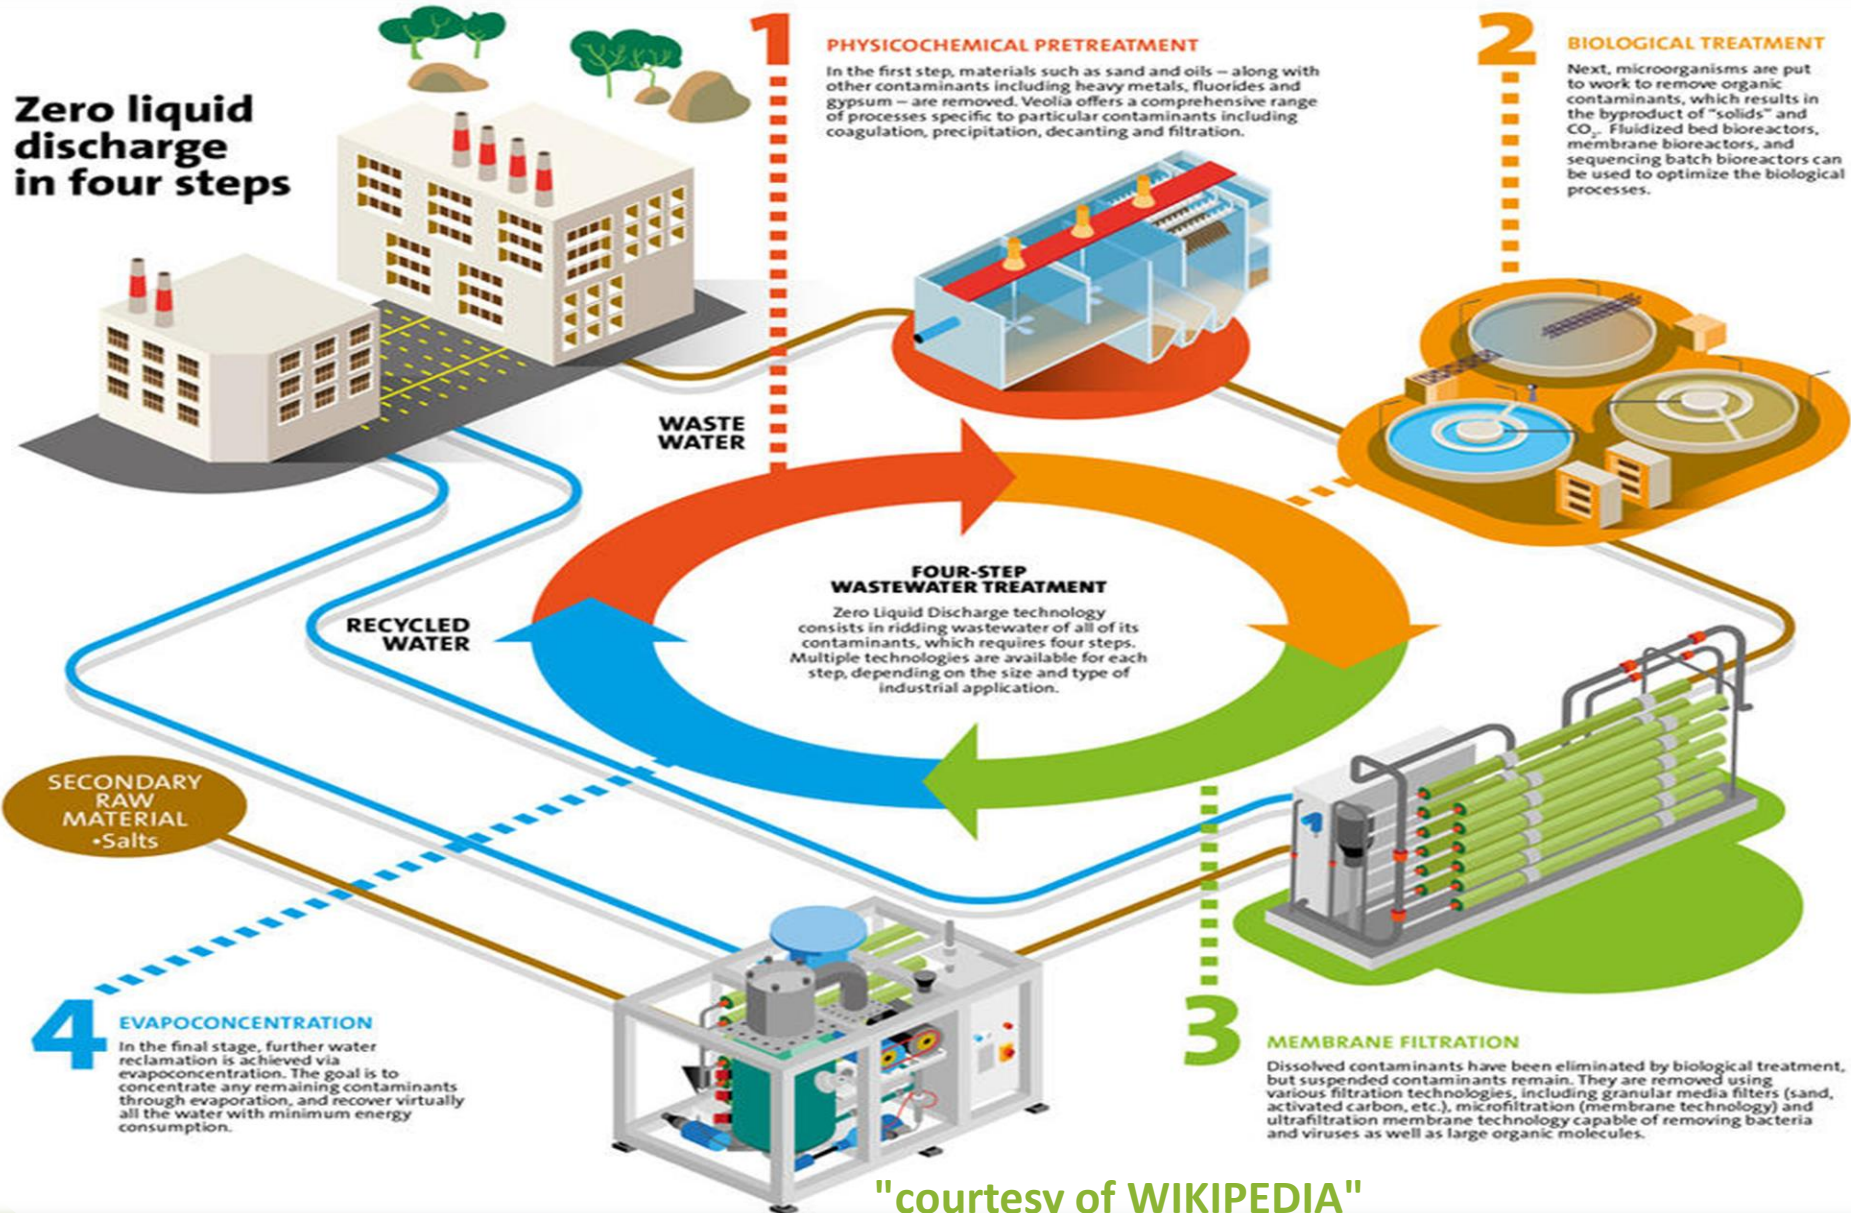 Zero liquid
discharge
in four steps
1
PHYSICOCHEMICAL PRETREATMENT
In the first step, materials such as sand and oils – along with
other contaminants including heavy metals, fluorides and
gypsum – are removed. Veolia offers a comprehensive range
of processes specific to particular contaminants including
coagulation, precipitation, decanting and filtration.
2
BIOLOGICAL TREATMENT
Next, microorganisms are put
to work to remove organic
contaminants, which results in
the byproduct of "solids" and
CO₂. Fluidized bed bioreactors,
membrane bioreactors, and
sequencing batch bioreactors can
be used to optimize the biological
processes.
WASTE
WATER
FOUR-STEP
WASTEWATER TREATMENT
Zero Liquid Discharge technology
consists in ridding wastewater of all of its
contaminants, which requires four steps.
Multiple technologies are available for each
step, depending on the size and type of
industrial application.
RECYCLED
WATER
SECONDARY
RAW
MATERIAL
•Salts
4
EVAPOCONCENTRATION
In the final stage, further water
reclamation is achieved via
evapoconcentration. The goal is to
concentrate any remaining contaminants
through evaporation, and recover virtually
all the water with minimum energy
consumption.
3
MEMBRANE FILTRATION
Dissolved contaminants have been eliminated by biological treatment,
but suspended contaminants remain. They are removed using
various filtration technologies, including granular media filters (sand,
activated carbon, etc.), microfiltration (membrane technology) and
ultrafiltration membrane technology capable of removing bacteria
and viruses as well as large organic molecules.
"courtesy of WIKIPEDIA"